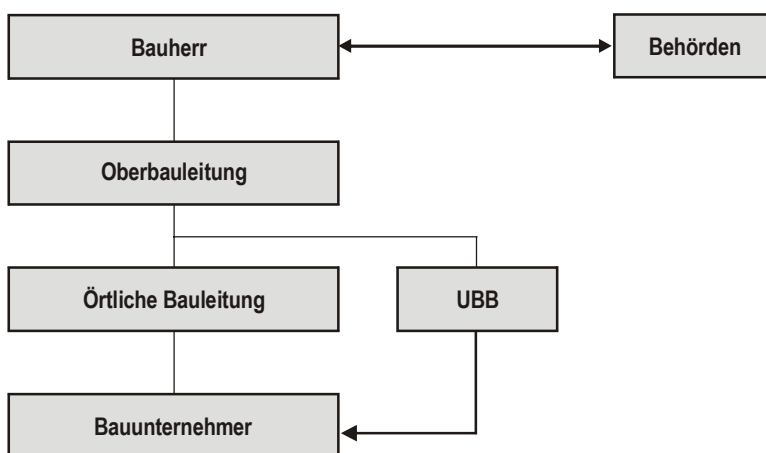 Bauherr
Behörden
Oberbauleitung
Örtliche Bauleitung
UBB
Bauunternehmer